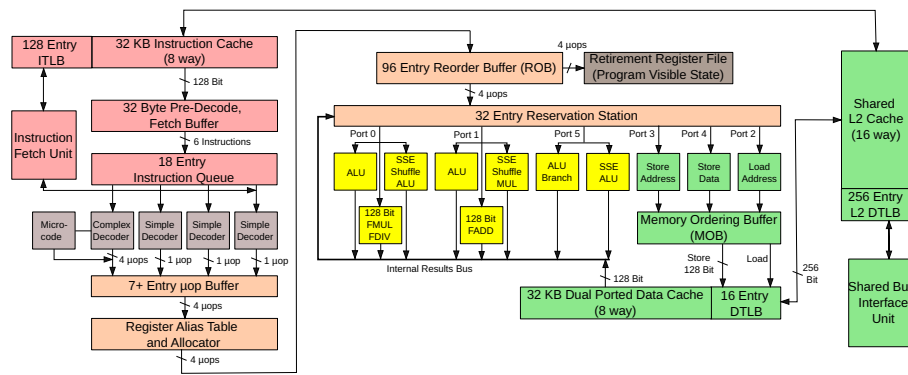 128 Entry
ITLB
32 KB Instruction Cache
(8 way)
128 Bit
32 Byte Pre-Decode,
Fetch Buffer
Instruction
Fetch Unit
6 Instructions
18 Entry
Instruction Queue
Micro-
code
Complex
Decoder
Simple
Decoder
Simple
Decoder
Simple
Decoder
4 µops
1 µop
1 µop
1 µop
7+ Entry µop Buffer
4 µops
Register Alias Table
and Allocator
4 µops
96 Entry Reorder Buffer (ROB)
4 µops
Retirement Register File
(Program Visible State)
4 µops
32 Entry Reservation Station
Port 0
Port 1
Port 5
Port 3
Port 4
Port 2
ALU
SSE
Shuffle
ALU
ALU
SSE
Shuffle
MUL
ALU
Branch
SSE
ALU
Store
Address
Store
Data
Load
Address
128 Bit
FMUL
FDIV
128 Bit
FADD
Memory Ordering Buffer
(MOB)
Internal Results Bus
Store
128 Bit
Load
128 Bit
256
Bit
32 KB Dual Ported Data Cache
(8 way)
16 Entry
DTLB
Shared
L2 Cache
(16 way)
256 Entry
L2 DTLB
Shared Bus
Interface
Unit